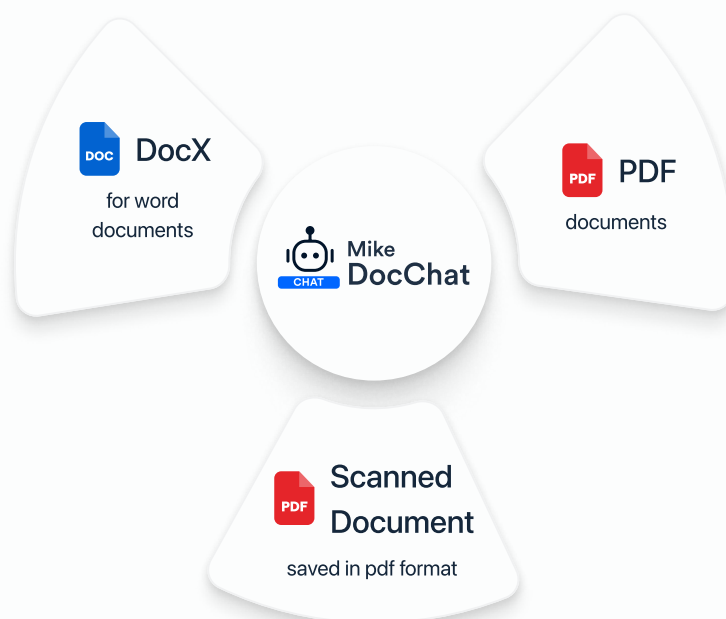 DOC
DocX
for word
documents
PDF
PDF
documents
CHAT
Mike
DocChat
PDF
Scanned
Document
saved in pdf format